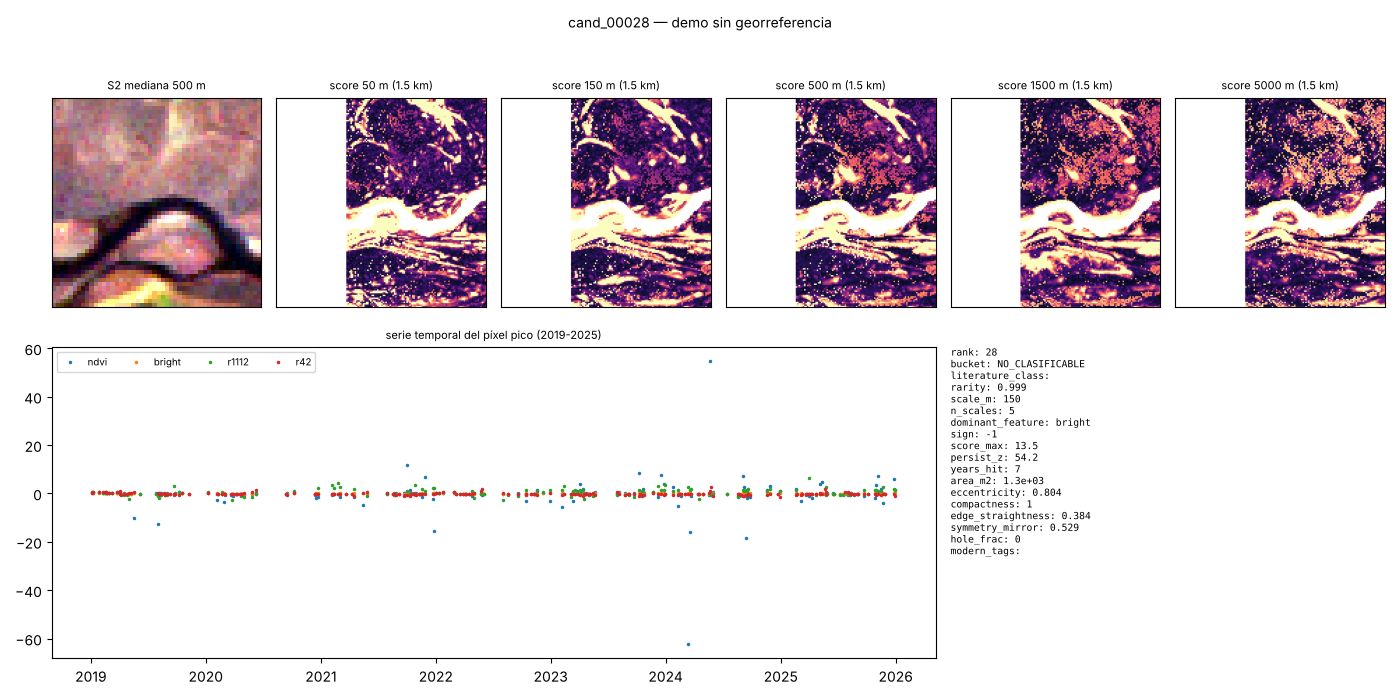 cand_00028 — demo sin georreferencia
S2 mediana 500 m
score 50 m (1.5 km)
score 150 m (1.5 km)
score 500 m (1.5 km)
score 1500 m (1.5 km)
score 5000 m (1.5 km)
serie temporal del píxel pico (2019-2025)
ndvi bright r1112 r42
60
40
20
0
−20
−40
−60
2019 2020 2021 2022 2023 2024 2025 2026
rank: 28
bucket: NO_CLASIFICABLE
literature_class:
rarity: 0.999
scale_m: 150
n_scales: 5
dominant_feature: bright
sign: -1
score_max: 13.5
persist_z: 54.2
years_hit: 7
area_m2: 1.3e+03
eccentricity: 0.804
compactness: 1
edge_straightness: 0.384
symmetry_mirror: 0.529
hole_frac: 0
modern_tags: